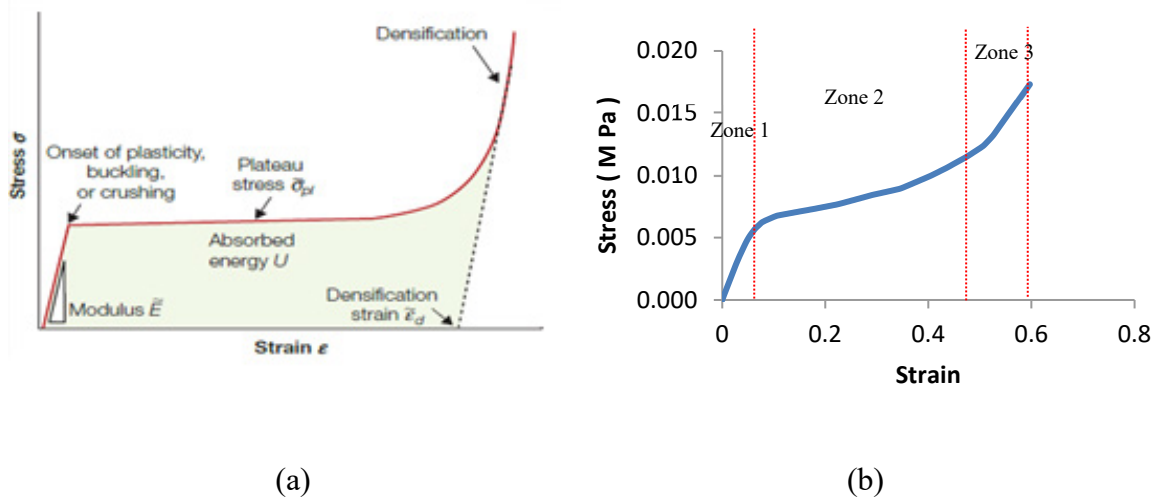 Densification
Onset of plasticity,
buckling,
or crushing
Plateau
stress σ̃pl
Absorbed
energy U
Modulus Ẽ
Densification
strain ε̃d
Stress σ
Strain ε
(a)
0.020
0.015
0.010
0.005
0.000
Stress ( M Pa )
Zone 1
Zone 2
Zone 3
0
0.2
0.4
0.6
0.8
Strain
(b)